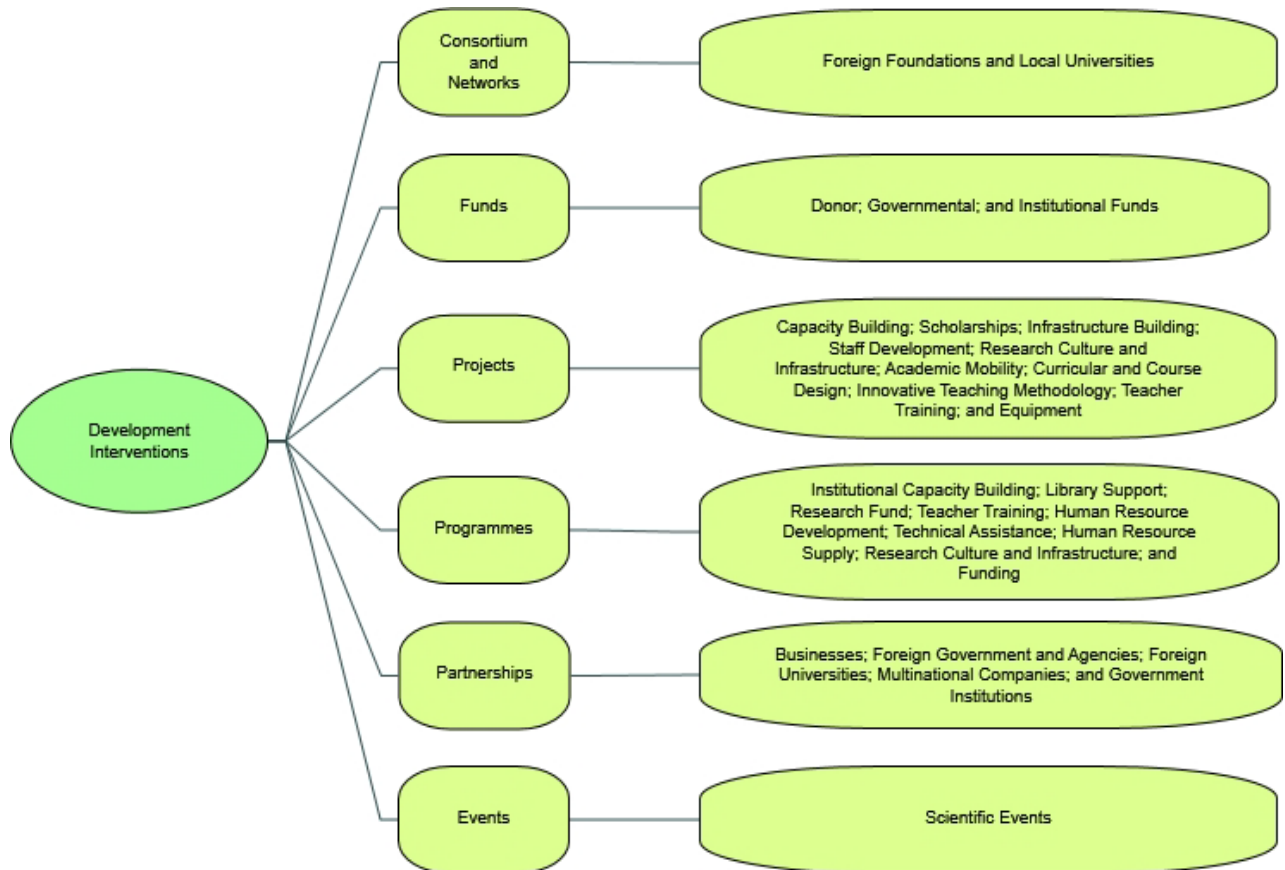 Consortium
and
Networks
Foreign Foundations and Local Universities
Funds
Donor; Governmental; and Institutional Funds
Projects
Capacity Building; Scholarships; Infrastructure Building;
Staff Development; Research Culture and
Infrastructure; Academic Mobility; Curricular and Course
Design; Innovative Teaching Methodology; Teacher
Training; and Equipment
Development
Interventions
Programmes
Institutional Capacity Building; Library Support;
Research Fund; Teacher Training; Human Resource
Development; Technical Assistance; Human Resource
Supply; Research Culture and Infrastructure; and
Funding
Partnerships
Businesses; Foreign Government and Agencies; Foreign
Universities; Multinational Companies; and Government
Institutions
Events
Scientific Events